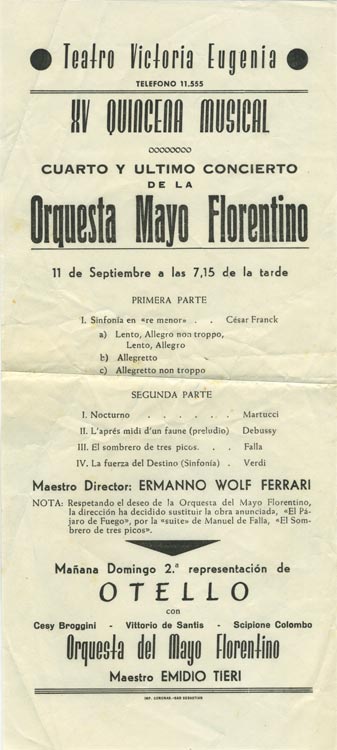 Teatro Victoria Eugenia
TELEFONO 11.555
XV QUINCENA MUSICAL
CUARTO Y ULTIMO CONCIERTO
DE LA
Orquesta Mayo Florentino
11 de Septiembre a las 7,15 de la tarde
PRIMERA PARTE
I. Sinfonía en «re menor» . . César Franck
a) Lento, Allegro non troppo,
Lento, Allegro
b) Allegretto
c) Allegretto non troppo
SEGUNDA PARTE
I. Nocturno . . . . . . Martucci
II. L'aprés midi d'un faune (preludio) Debussy
III. El sombrero de tres picos. . . Falla
IV. La fuerza del Destino (Sinfonía) . Verdi
Maestro Director: ERMANNO WOLF FERRARI
NOTA: Respetando el deseo de la Orquesta del Mayo Florentino,
la dirección ha decidido sustituir la obra anunciada, «El Pá-
jaro de Fuego», por la «suite» de Manuel de Falla, «El Som-
brero de tres picos».
Mañana Domingo 2.ª representación de
OTELLO
con
Cesy Broggini - Vittorio de Santis - Scipione Colombo
Orquesta del Mayo Florentino
Maestro EMIDIO TIERI
IMP. LORONAS.-SAN SEBASTIAN